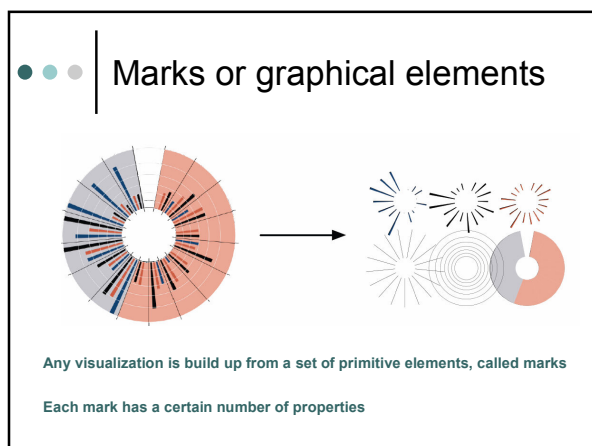 Marks or graphical elements
Any visualization is build up from a set of primitive elements, called marks
Each mark has a certain number of properties